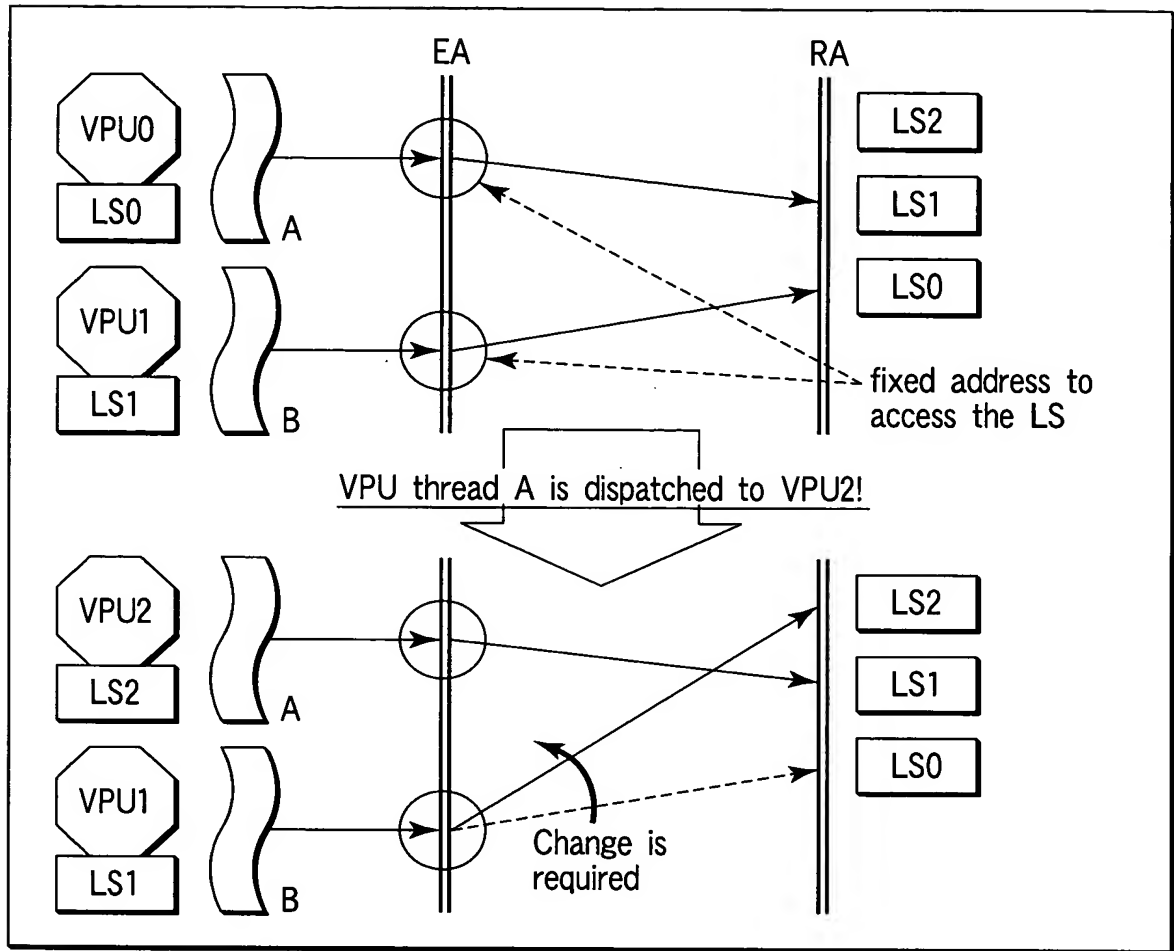 EA
RA
VPU0
LS0
A
LS2
LS1
LS0
VPU1
LS1
B
fixed address to
access the LS
VPU thread A is dispatched to VPU2!
VPU2
LS2
A
LS2
LS1
LS0
VPU1
LS1
B
Change is
required